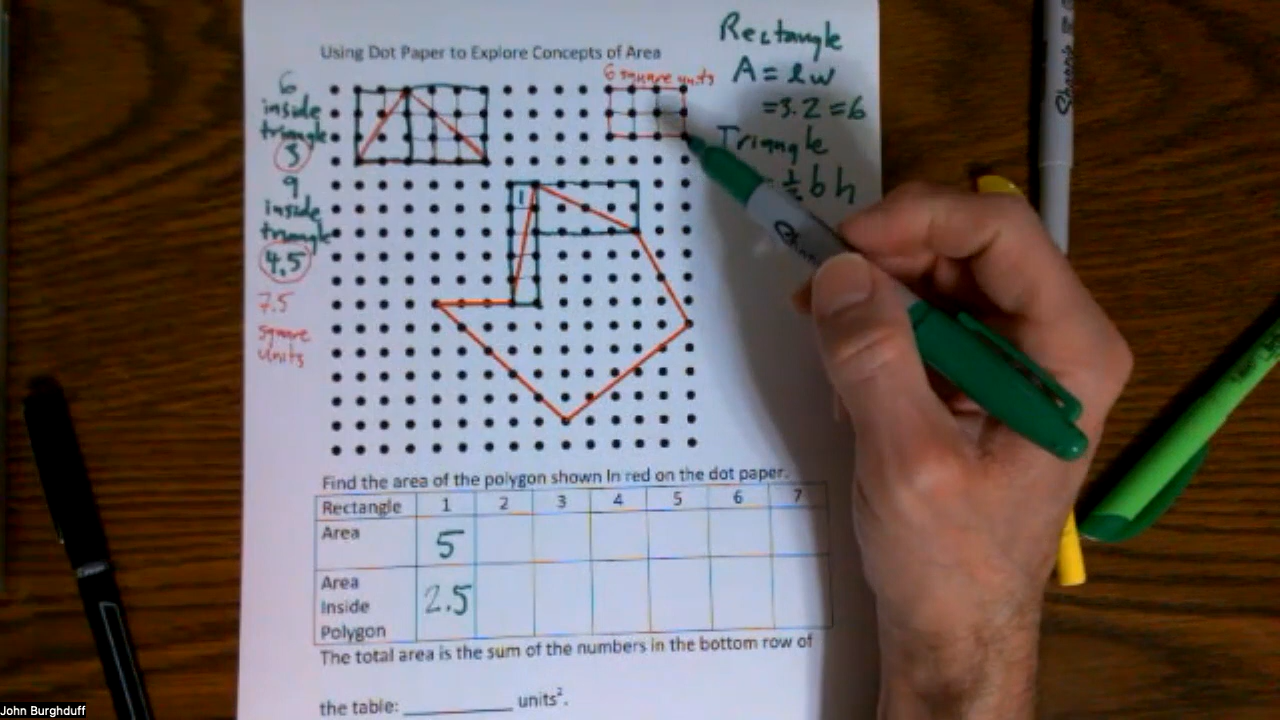 Using Dot Paper to Explore Concepts of Area
Rectangle
A = lw
= 3.2 = 6
Triangle
½ b h
6 square units
6
inside
triangle
3
9
inside
triangle
4.5
7.5
square
units
1
Find the area of the polygon shown in red on the dot paper.
Rectangle 1 2 3 4 5 6 7
Area 5
Area
Inside 2.5
Polygon
The total area is the sum of the numbers in the bottom row of
the table: __________ units².
Sharpie
John Burghduff